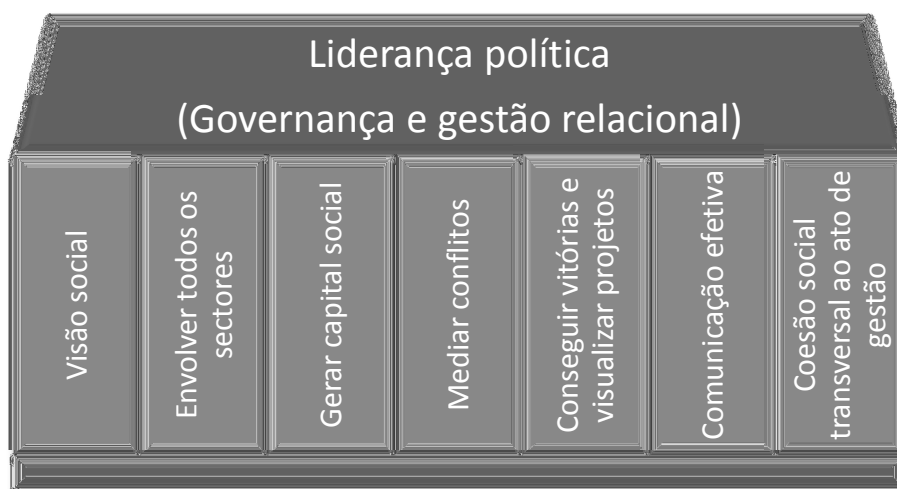 Liderança política
(Governança e gestão relacional)
Visão social
Envolver todos os
sectores
Gerar capital social
Mediar conflitos
Conseguir vitórias e
visualizar projetos
Comunicação efetiva
Coesão social
transversal ao ato de
gestão